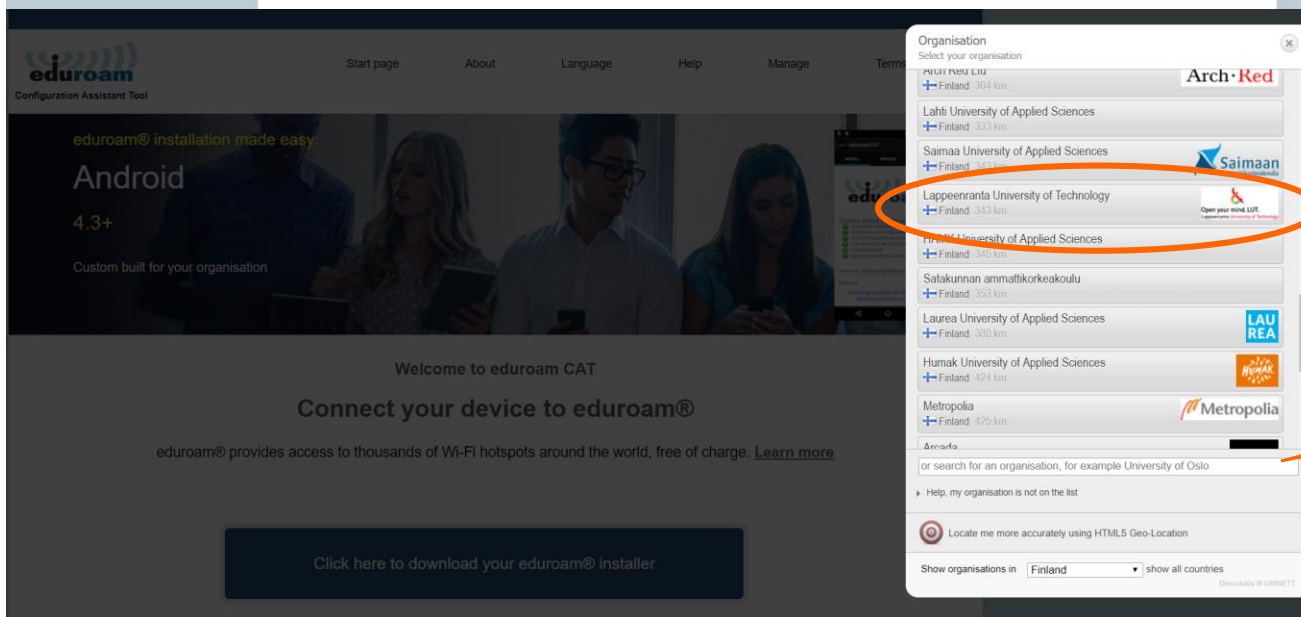 eduroam
Configuration Assistant Tool
Start page
About
Language
Help
Manage
Terms
eduroam® installation made easy:
Android
4.3+
Custom built for your organisation
Welcome to eduroam CAT
Connect your device to eduroam®
eduroam® provides access to thousands of Wi-Fi hotspots around the world, free of charge. Learn more
Click here to download your eduroam® installer
Organisation
Select your organisation
Arch Red Ltd
Finland 304 km
Arch·Red
Lahti University of Applied Sciences
Finland 333 km
Saimaa University of Applied Sciences
Finland 343 km
Saimaan
Lappeenranta University of Technology
Finland 343 km
Open your mind. LUT.
Lappeenranta University of Technology
HAMK University of Applied Sciences
Finland 345 km
Satakunnan ammattikorkeakoulu
Finland 353 km
Laurea University of Applied Sciences
Finland 380 km
LAU
REA
Humak University of Applied Sciences
Finland 424 km
HUMAK
Metropolia
Finland 425 km
Metropolia
Arcada
or search for an organisation, for example University of Oslo
Help, my organisation is not on the list
Locate me more accurately using HTML5 Geo-Location
Show organisations in Finland show all countries
DiscoJuice © UNINETT